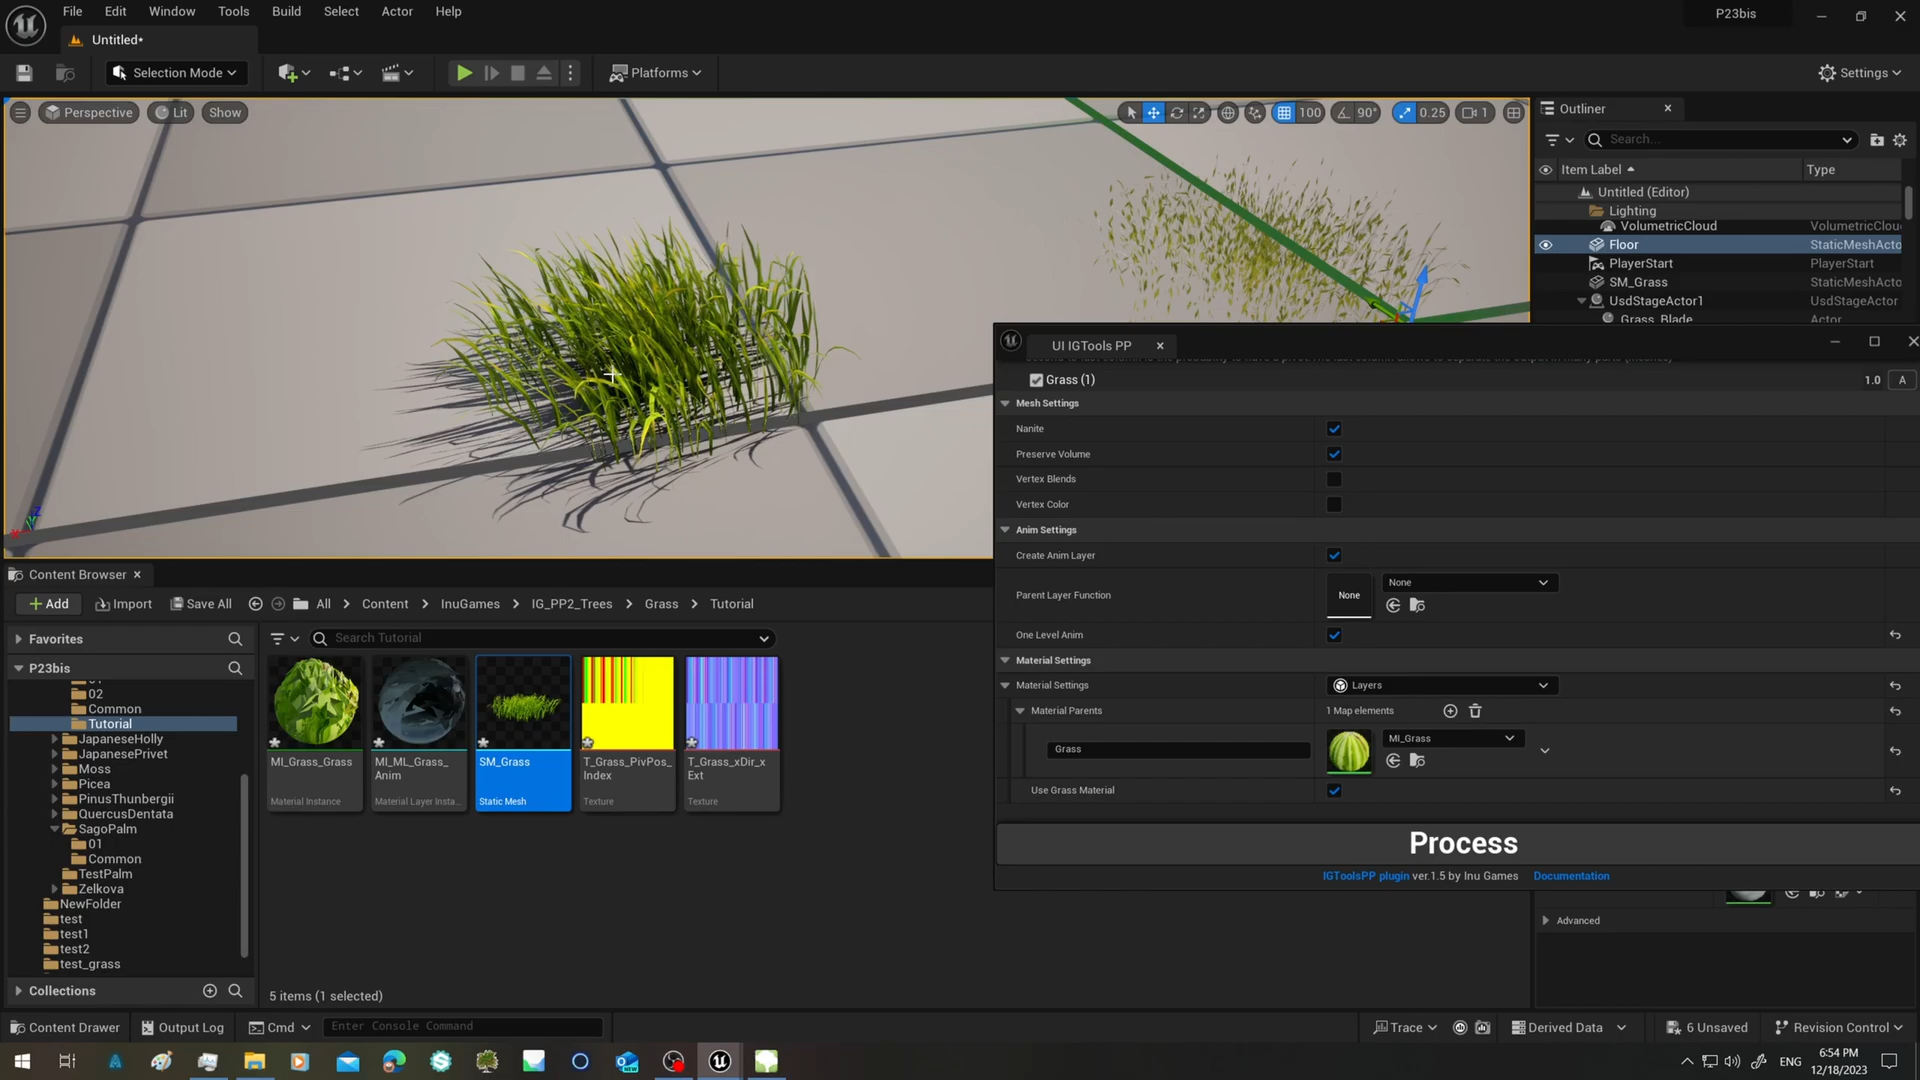 File Edit Window Tools Build Select Actor Help
P23bis
Untitled*
Selection Mode
Platforms
Settings
Perspective
Lit
Show
100
90°
0.25
1
Outliner
Search...
Item Label
Type
Untitled (Editor)
Lighting
VolumetricCloud
VolumetricClou
Floor
StaticMeshActo
PlayerStart
PlayerStart
SM_Grass
StaticMeshActo
UsdStageActor1
UsdStageActor
Grass_Blade
Actor
UI IGTools PP
Grass (1)
1.0
A
Mesh Settings
Nanite
Preserve Volume
Vertex Blends
Vertex Color
Anim Settings
Create Anim Layer
Parent Layer Function
None
None
One Level Anim
Material Settings
Material Settings
Layers
Material Parents
1 Map elements
Grass
MI_Grass
Use Grass Material
Process
IGToolsPP plugin ver.1.5 by Inu Games Documentation
Advanced
Content Browser
Add
Import
Save All
All > Content > InuGames > IG_PP2_Trees > Grass > Tutorial
Favorites
Search Tutorial
P23bis
02
Common
Tutorial
JapaneseHolly
JapanesePrivet
Moss
Picea
PinusThunbergii
QuercusDentata
SagoPalm
01
Common
TestPalm
Zelkova
NewFolder
test
test1
test2
test_grass
Collections
MI_Grass_Grass
Material Instance
MI_ML_Grass_
Anim
Material Layer Insta...
SM_Grass
Static Mesh
T_Grass_PivPos_
Index
Texture
T_Grass_xDir_x
Ext
Texture
5 items (1 selected)
Content Drawer
Output Log
Cmd
Enter Console Command
Trace
Derived Data
6 Unsaved
Revision Control
ENG
6:54 PM
12/18/2023